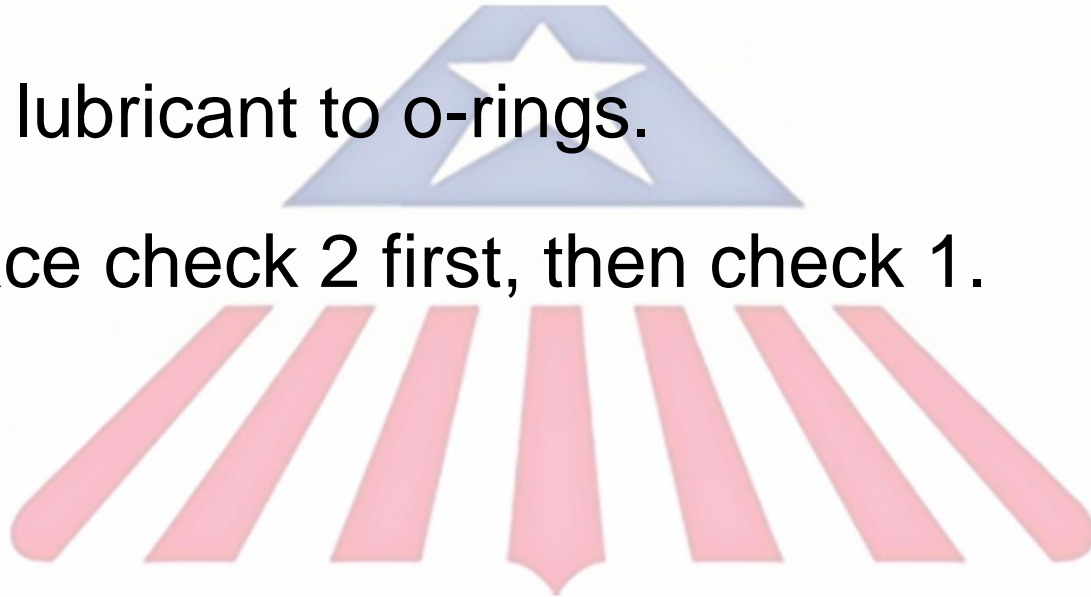 lubricant to o-rings.
ce check 2 first, then check 1.